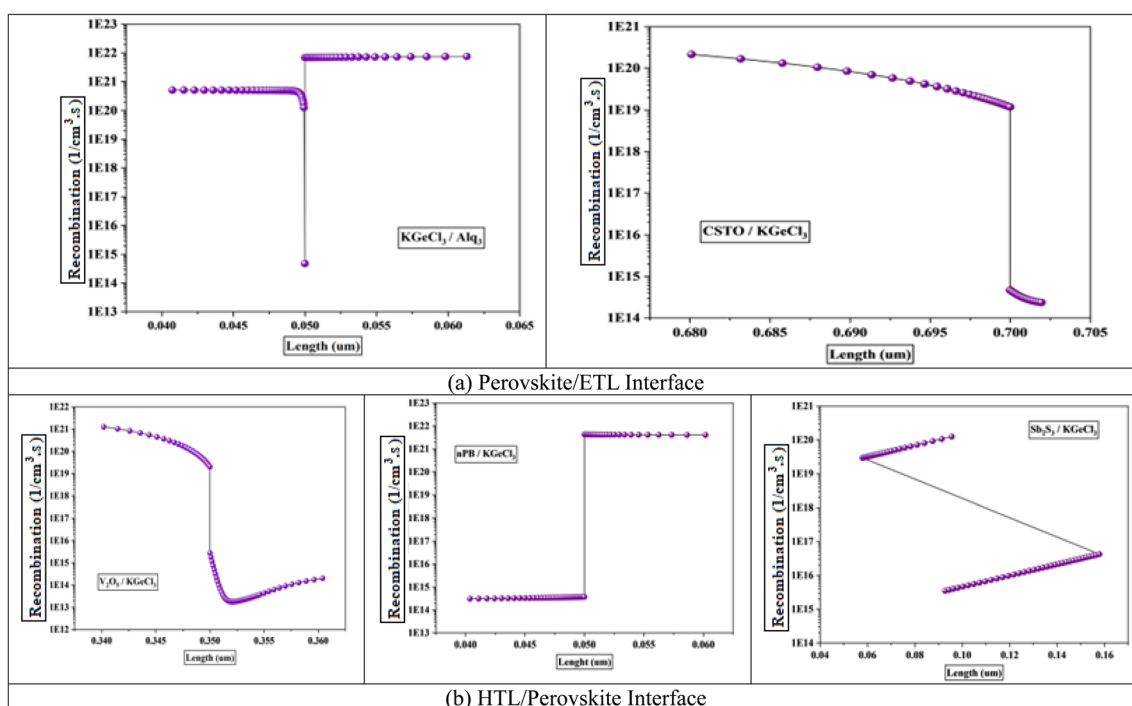 1E23
1E22
1E21
1E20
1E19
1E18
1E17
1E16
1E15
1E14
1E13
Recombination (1/cm³.s)
KGeCl₃ / Alq₃
0.040 0.045 0.050 0.055 0.060 0.065
Length (um)
1E21
1E20
1E19
1E18
1E17
1E16
1E15
1E14
Recombination (1/cm³.s)
CSTO / KGeCl₃
0.680 0.685 0.690 0.695 0.700 0.705
Length (um)
(a) Perovskite/ETL Interface
1E22
1E21
1E20
1E19
1E18
1E17
1E16
1E15
1E14
1E13
1E12
Recombination (1/cm³.s)
V₂O₅ / KGeCl₃
0.340 0.345 0.350 0.355 0.360
Length (um)
1E23
1E22
1E21
1E20
1E19
1E18
1E17
1E16
1E15
1E14
1E13
Recombination (1/cm³.s)
nPB / KGeCl₃
0.040 0.045 0.050 0.055 0.060
Lenght (um)
1E21
1E20
1E19
1E18
1E17
1E16
1E15
1E14
Recombination (1/cm³.s)
Sb₂S₃ / KGeCl₃
0.04 0.06 0.08 0.10 0.12 0.14 0.16
Length (um)
(b) HTL/Perovskite Interface